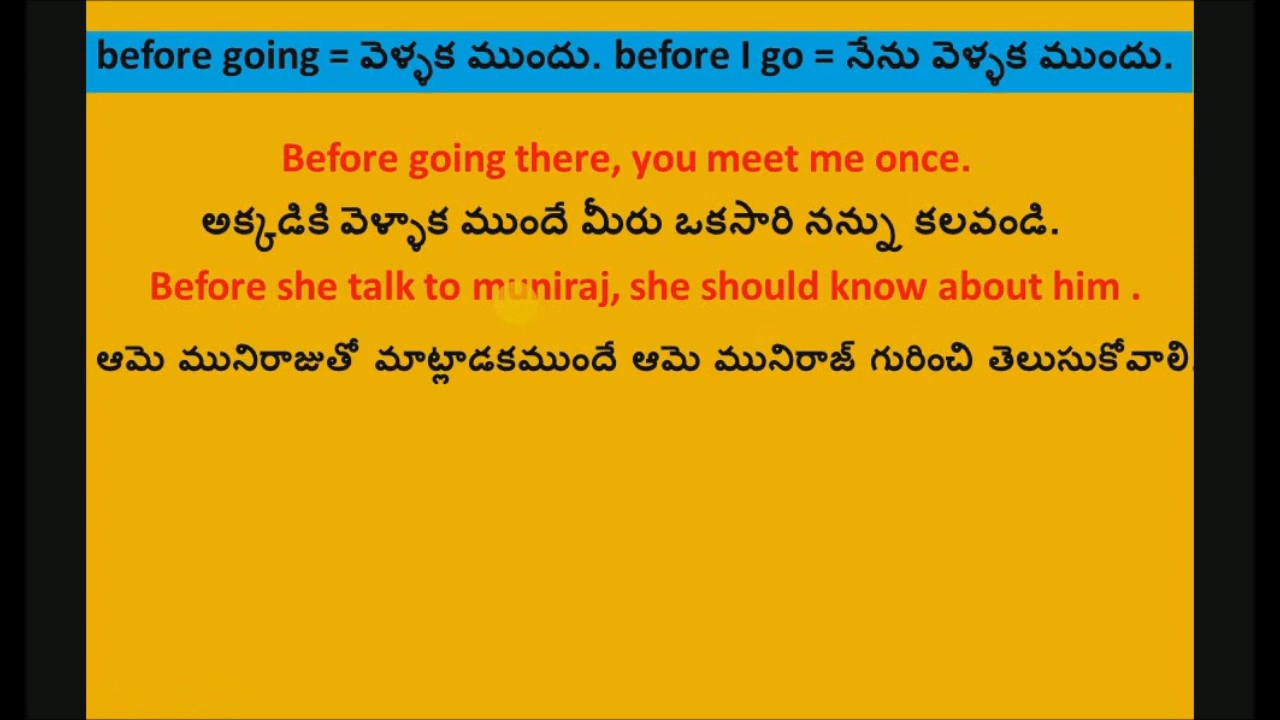 before going = వెళ్ళక ముందు. before I go = నేను వెళ్ళక ముందు.
Before going there, you meet me once.
అక్కడికి వెళ్ళాక ముందే మీరు ఒకసారి నన్ను కలవండి.
Before she talk to muniraj, she should know about him .
ఆమె మునిరాజుతో మాట్లాడకముందే ఆమె మునిరాజ్ గురించి తెలుసుకోవాలి.